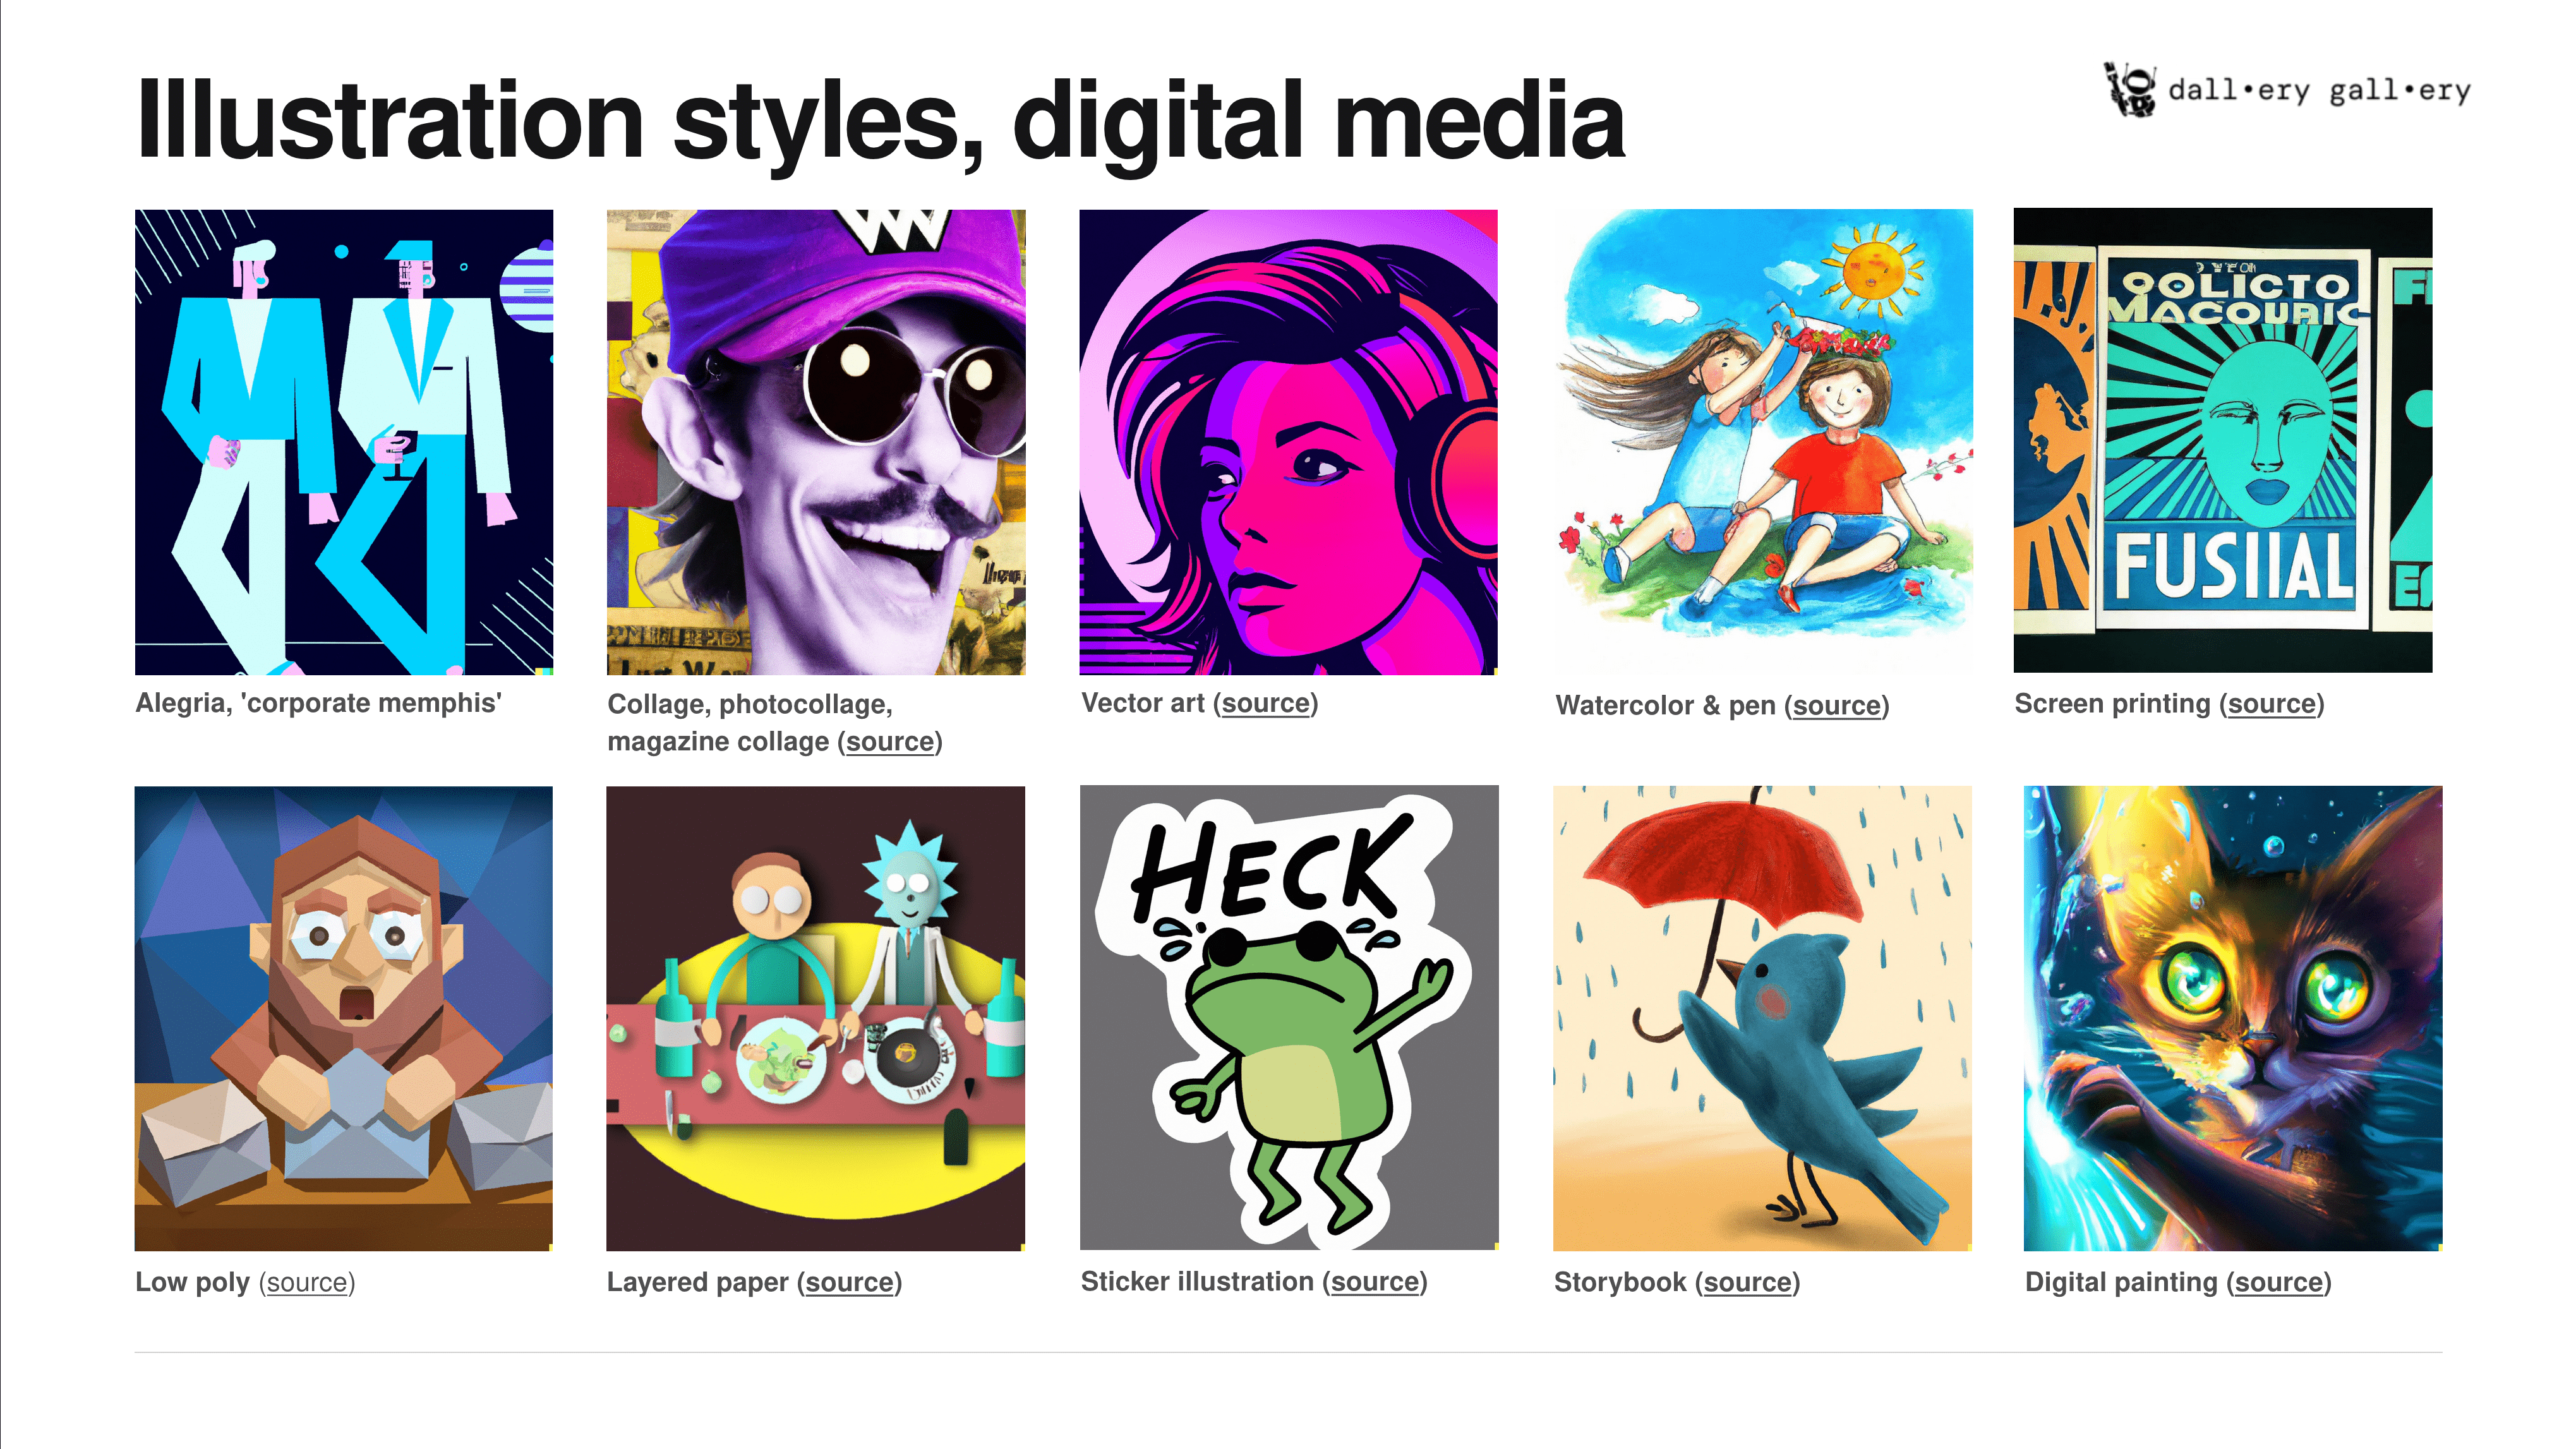 Illustration styles, digital media
dall•ery gall•ery
W
OOLICTO
MACOURIC
FUSIIAL
Alegria, 'corporate memphis'
Collage, photocollage,
magazine collage (source)
Vector art (source)
Watercolor & pen (source)
Screen printing (source)
HECK
Low poly (source)
Layered paper (source)
Sticker illustration (source)
Storybook (source)
Digital painting (source)